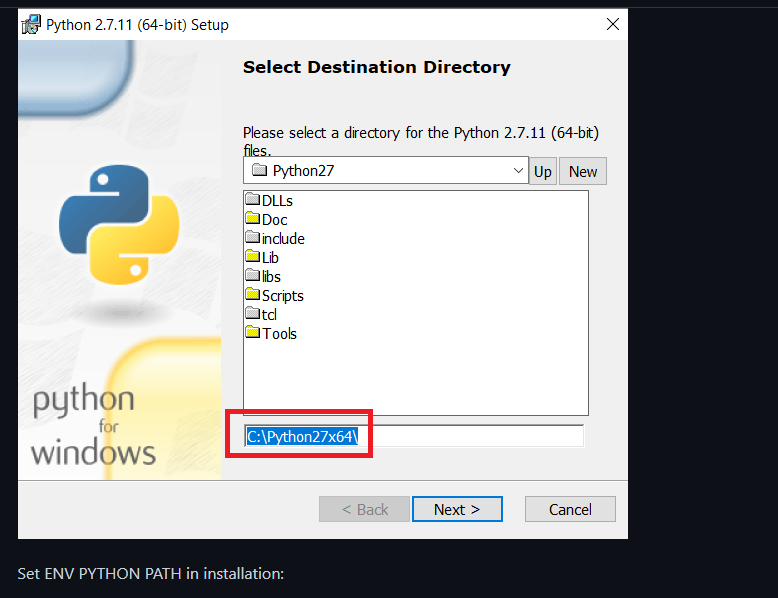 Python 2.7.11 (64-bit) Setup
Select Destination Directory
Please select a directory for the Python 2.7.11 (64-bit)
files.
Python27
Up
New
DLLs
Doc
include
Lib
libs
Scripts
tcl
Tools
python
for
windows
C:\Python27x64\
< Back
Next >
Cancel
Set ENV PYTHON PATH in installation: